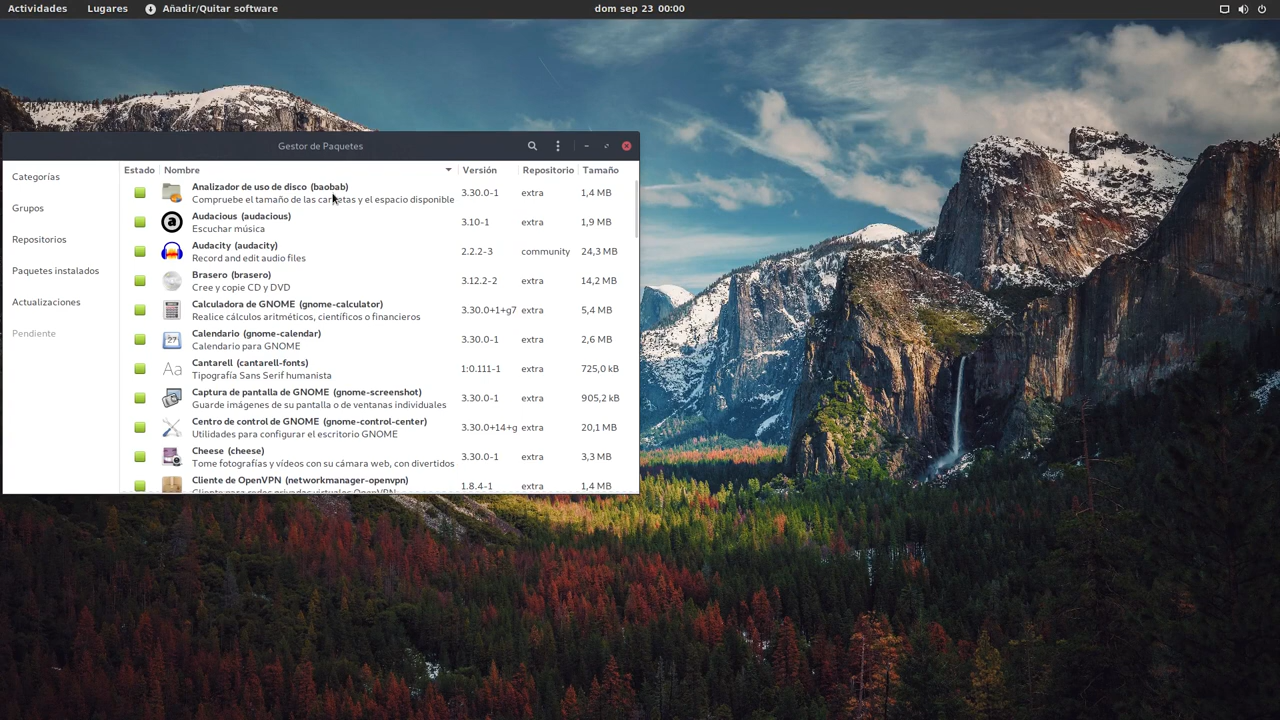 Actividades Lugares Añadir/Quitar software dom sep 23 00:00
Gestor de Paquetes
Categorías
Grupos
Repositorios
Paquetes instalados
Actualizaciones
Pendiente
Estado Nombre Versión Repositorio Tamaño
Analizador de uso de disco (baobab)
Compruebe el tamaño de las carpetas y el espacio disponible
3.30.0-1 extra 1,4 MB
Audacious (audacious)
Escuchar música
3.10-1 extra 1,9 MB
Audacity (audacity)
Record and edit audio files
2.2.2-3 community 24,3 MB
Brasero (brasero)
Cree y copie CD y DVD
3.12.2-2 extra 14,2 MB
Calculadora de GNOME (gnome-calculator)
Realice cálculos aritméticos, científicos o financieros
3.30.0+1+g7 extra 5,4 MB
27
Calendario (gnome-calendar)
Calendario para GNOME
3.30.0-1 extra 2,6 MB
Aa
Cantarell (cantarell-fonts)
Tipografía Sans Serif humanista
1:0.111-1 extra 725,0 kB
Captura de pantalla de GNOME (gnome-screenshot)
Guarde imágenes de su pantalla o de ventanas individuales
3.30.0-1 extra 905,2 kB
Centro de control de GNOME (gnome-control-center)
Utilidades para configurar el escritorio GNOME
3.30.0+14+g extra 20,1 MB
Cheese (cheese)
Tome fotografías y vídeos con su cámara web, con divertidos
3.30.0-1 extra 3,3 MB
Cliente de OpenVPN (networkmanager-openvpn)
Cliente para redes privadas virtuales OpenVPN
1.8.4-1 extra 1,4 MB